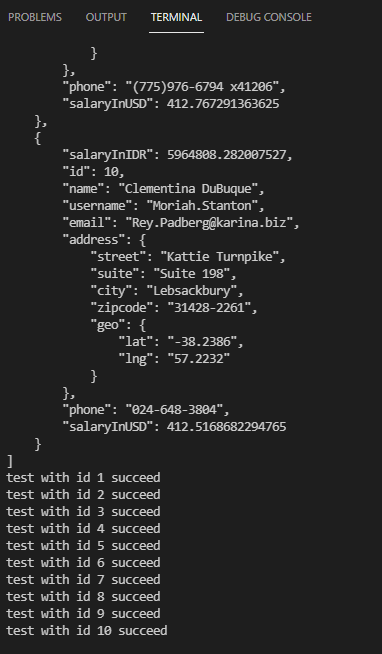 PROBLEMS OUTPUT TERMINAL DEBUG CONSOLE
            }
        },
        "phone": "(775)976-6794 x41206",
        "salaryInUSD": 412.767291363625
    },
    {
        "salaryInIDR": 5964808.282007527,
        "id": 10,
        "name": "Clementina DuBuque",
        "username": "Moriah.Stanton",
        "email": "Rey.Padberg@karina.biz",
        "address": {
            "street": "Kattie Turnpike",
            "suite": "Suite 198",
            "city": "Lebsackbury",
            "zipcode": "31428-2261",
            "geo": {
                "lat": "-38.2386",
                "lng": "57.2232"
            }
        },
        "phone": "024-648-3804",
        "salaryInUSD": 412.5168682294765
    }
]
test with id 1 succeed
test with id 2 succeed
test with id 3 succeed
test with id 4 succeed
test with id 5 succeed
test with id 6 succeed
test with id 7 succeed
test with id 8 succeed
test with id 9 succeed
test with id 10 succeed